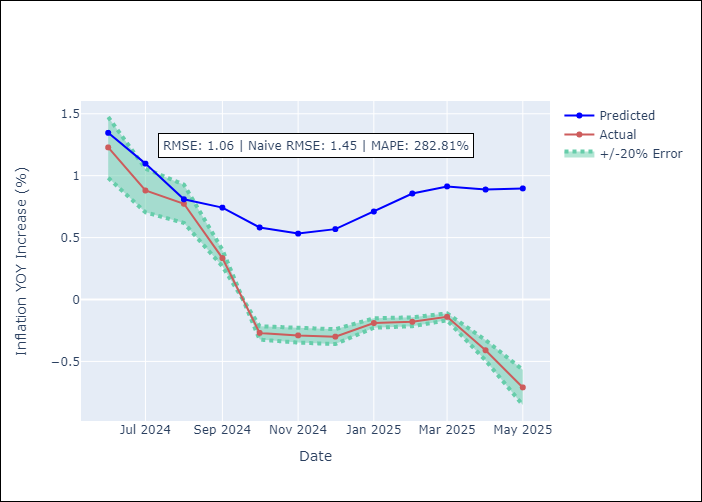 RMSE: 1.06 | Naive RMSE: 1.45 | MAPE: 282.81%
Predicted
Actual
+/-20% Error
1.5
1
0.5
0
−0.5
Inflation YOY Increase (%)
Jul 2024 Sep 2024 Nov 2024 Jan 2025 Mar 2025 May 2025
Date